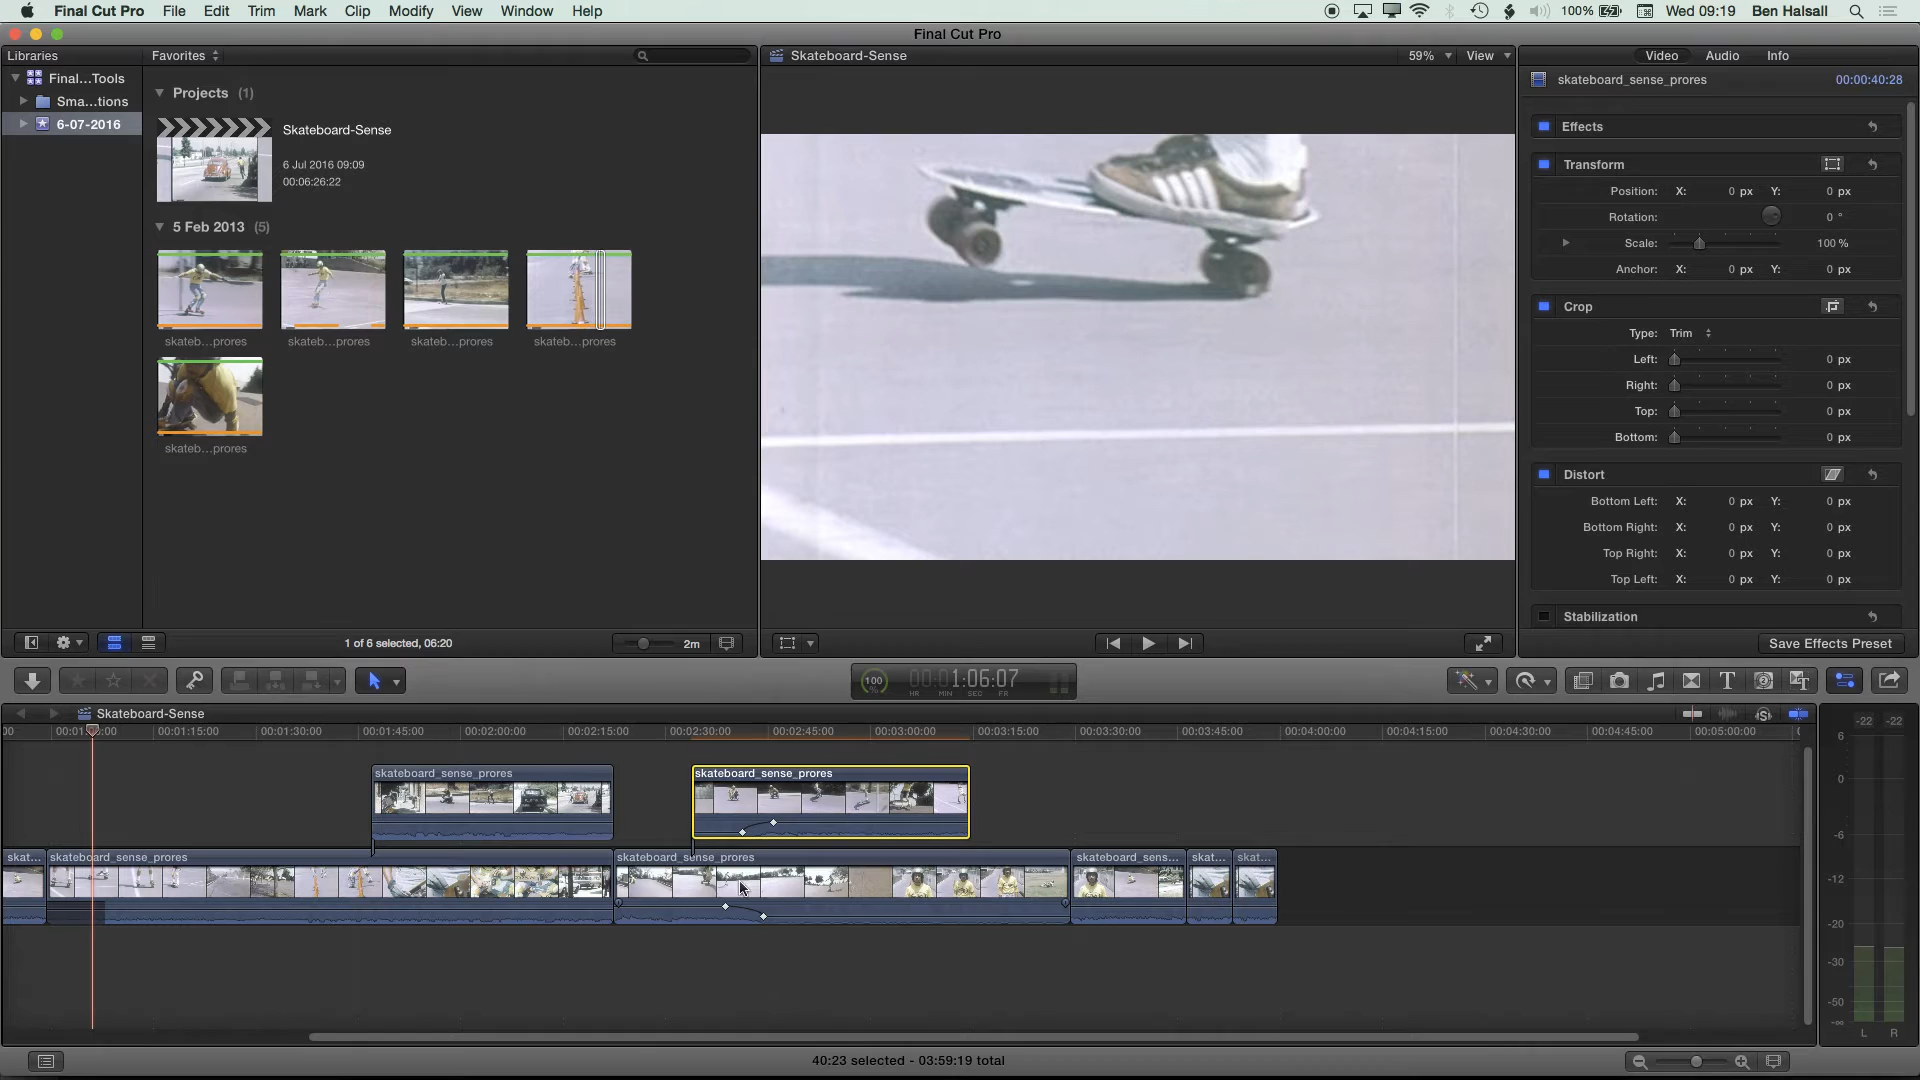 Final Cut Pro File Edit Trim Mark Clip Modify View Window Help 100% Wed 09:19 Ben Halsall
Final Cut Pro
Libraries Favorites Skateboard-Sense 59% View Video Audio Info
Final...Tools
Sma...tions
6-07-2016
Projects (1)
Skateboard-Sense
6 Jul 2016 09:09
00:06:26:22
5 Feb 2013 (5)
skateb...prores skateb...prores skateb...prores skateb...prores
skateb...prores
1 of 6 selected, 06:20 2m
skateboard_sense_prores 00:00:40:28
Effects
Transform
Position: X: 0 px Y: 0 px
Rotation: 0 °
Scale: 100 %
Anchor: X: 0 px Y: 0 px
Crop
Type: Trim
Left: 0 px
Right: 0 px
Top: 0 px
Bottom: 0 px
Distort
Bottom Left: X: 0 px Y: 0 px
Bottom Right: X: 0 px Y: 0 px
Top Right: X: 0 px Y: 0 px
Top Left: X: 0 px Y: 0 px
Stabilization
Save Effects Preset
100 % 00:01:06:07
HR MIN SEC FR
Skateboard-Sense
00:01:15:00 00:01:30:00 00:01:45:00 00:02:00:00 00:02:15:00 00:02:30:00 00:02:45:00 00:03:00:00 00:03:15:00 00:03:30:00 00:03:45:00 00:04:00:00 00:04:15:00 00:04:30:00 00:04:45:00 00:05:00:00
skateboard_sense_prores skateboard_sense_prores
skat... skateboard_sense_prores skateboard_sense_prores skateboard_sens... skat... skat...
-22 -22
6
0
-6
-12
-20
-30
-50
-∞
L R
40:23 selected - 03:59:19 total